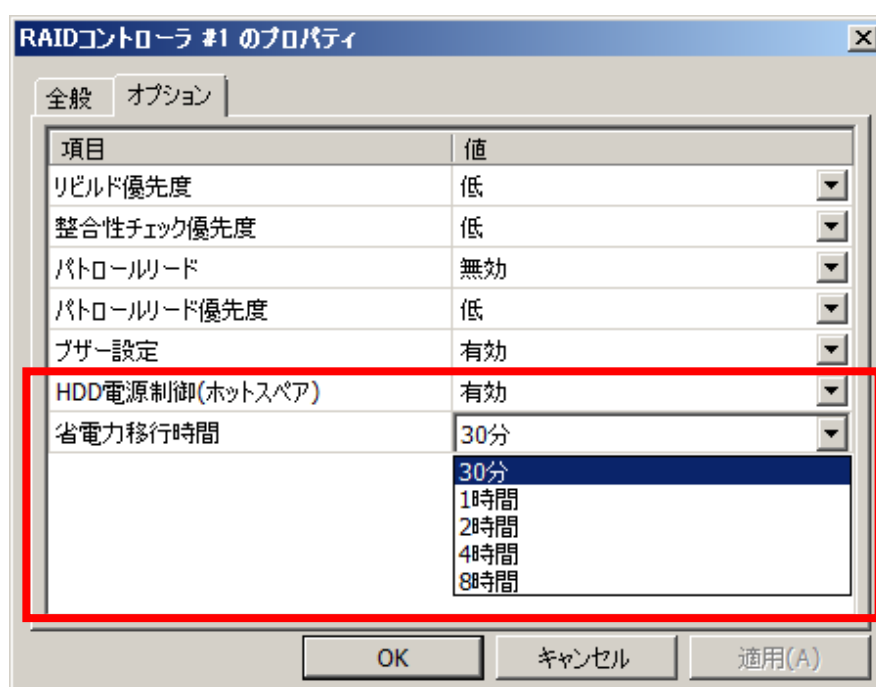 RAIDコントローラ #1 のプロパティ
全般 オプション
項目 値
リビルド優先度 低
整合性チェック優先度 低
パトロールリード 無効
パトロールリード優先度 低
ブザー設定 有効
HDD電源制御(ホットスペア) 有効
省電力移行時間 30分
30分
1時間
2時間
4時間
8時間
OK キャンセル 適用(A)